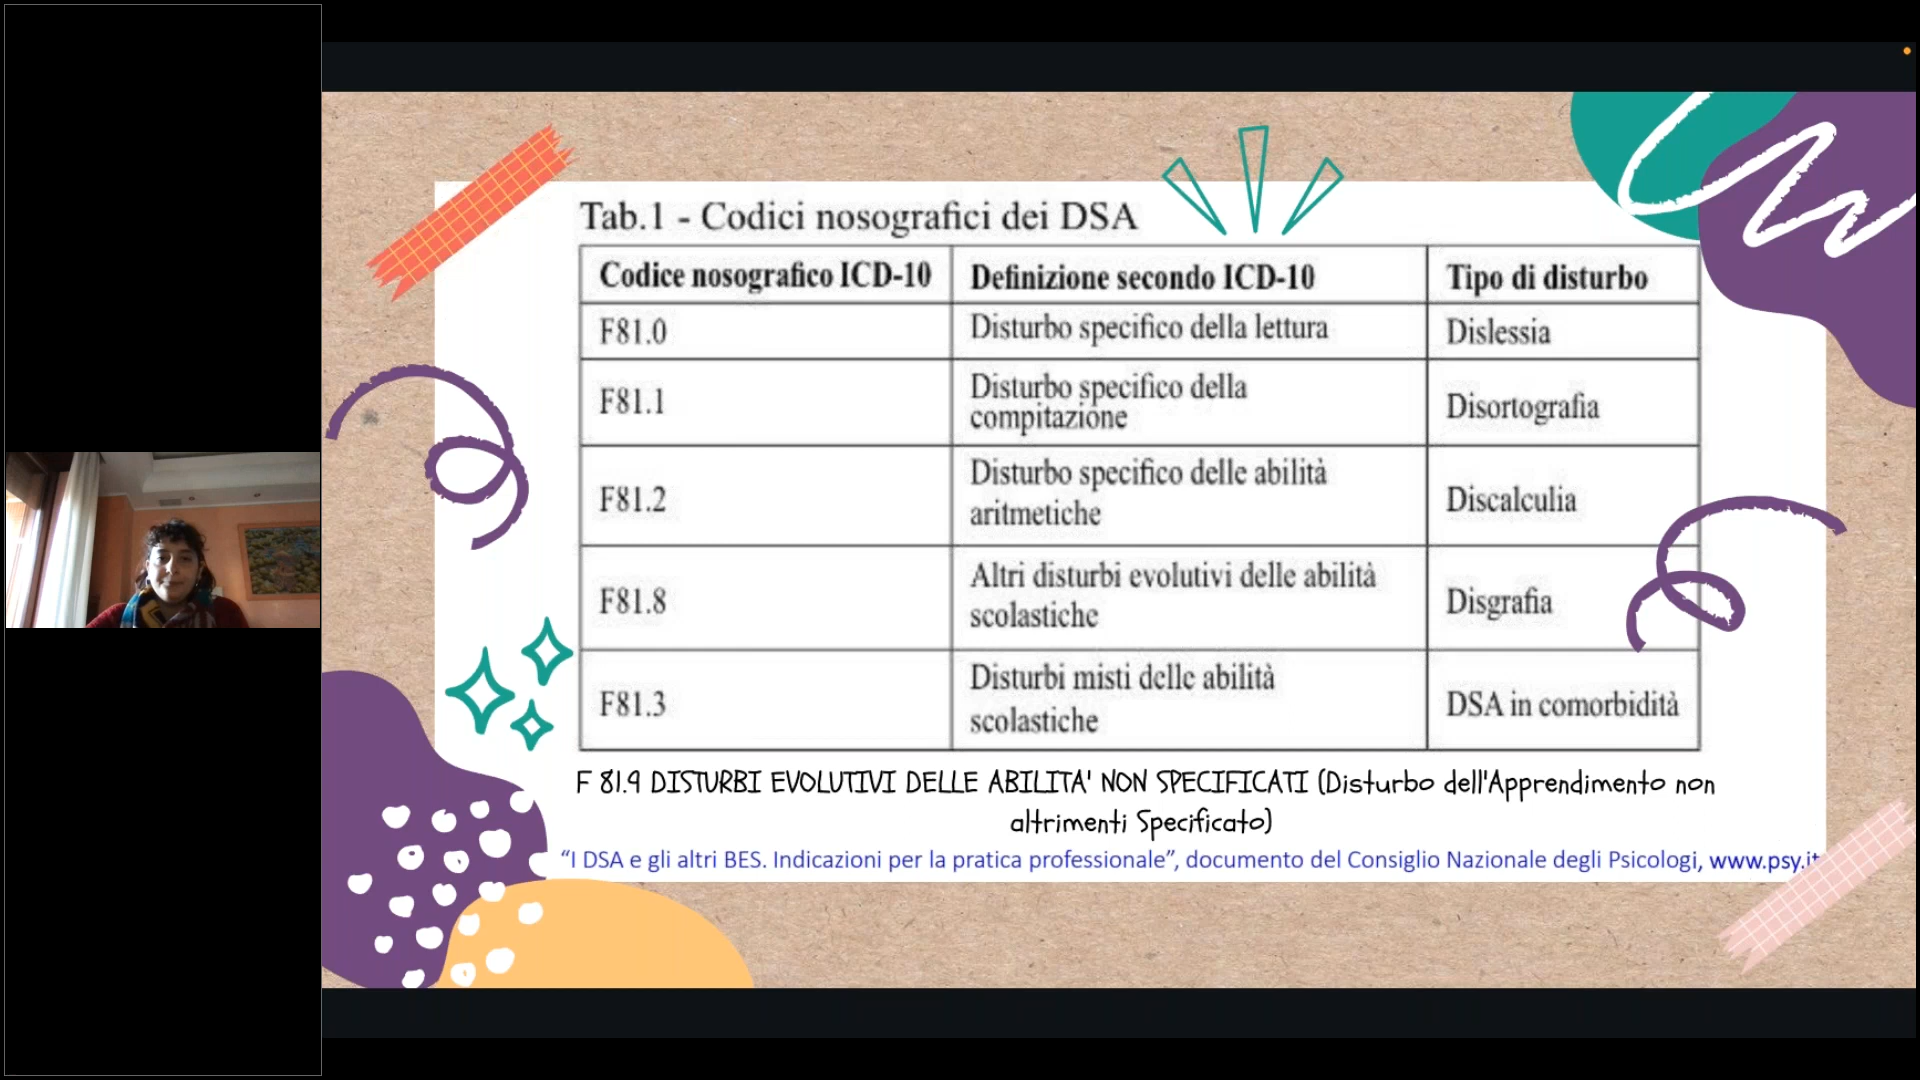 Tab.1 - Codici nosografici dei DSA
Codice nosografico ICD-10 Definizione secondo ICD-10 Tipo di disturbo
F81.0 Disturbo specifico della lettura Dislessia
F81.1 Disturbo specifico della
compitazione Disortografia
F81.2 Disturbo specifico delle abilità
aritmetiche Discalculia
F81.8 Altri disturbi evolutivi delle abilità
scolastiche Disgrafia
F81.3 Disturbi misti delle abilità
scolastiche DSA in comorbidità
F 81.9 DISTURBI EVOLUTIVI DELLE ABILITA' NON SPECIFICATI (Disturbo dell'Apprendimento non
altrimenti Specificato)
“I DSA e gli altri BES. Indicazioni per la pratica professionale”, documento del Consiglio Nazionale degli Psicologi, www.psy.it